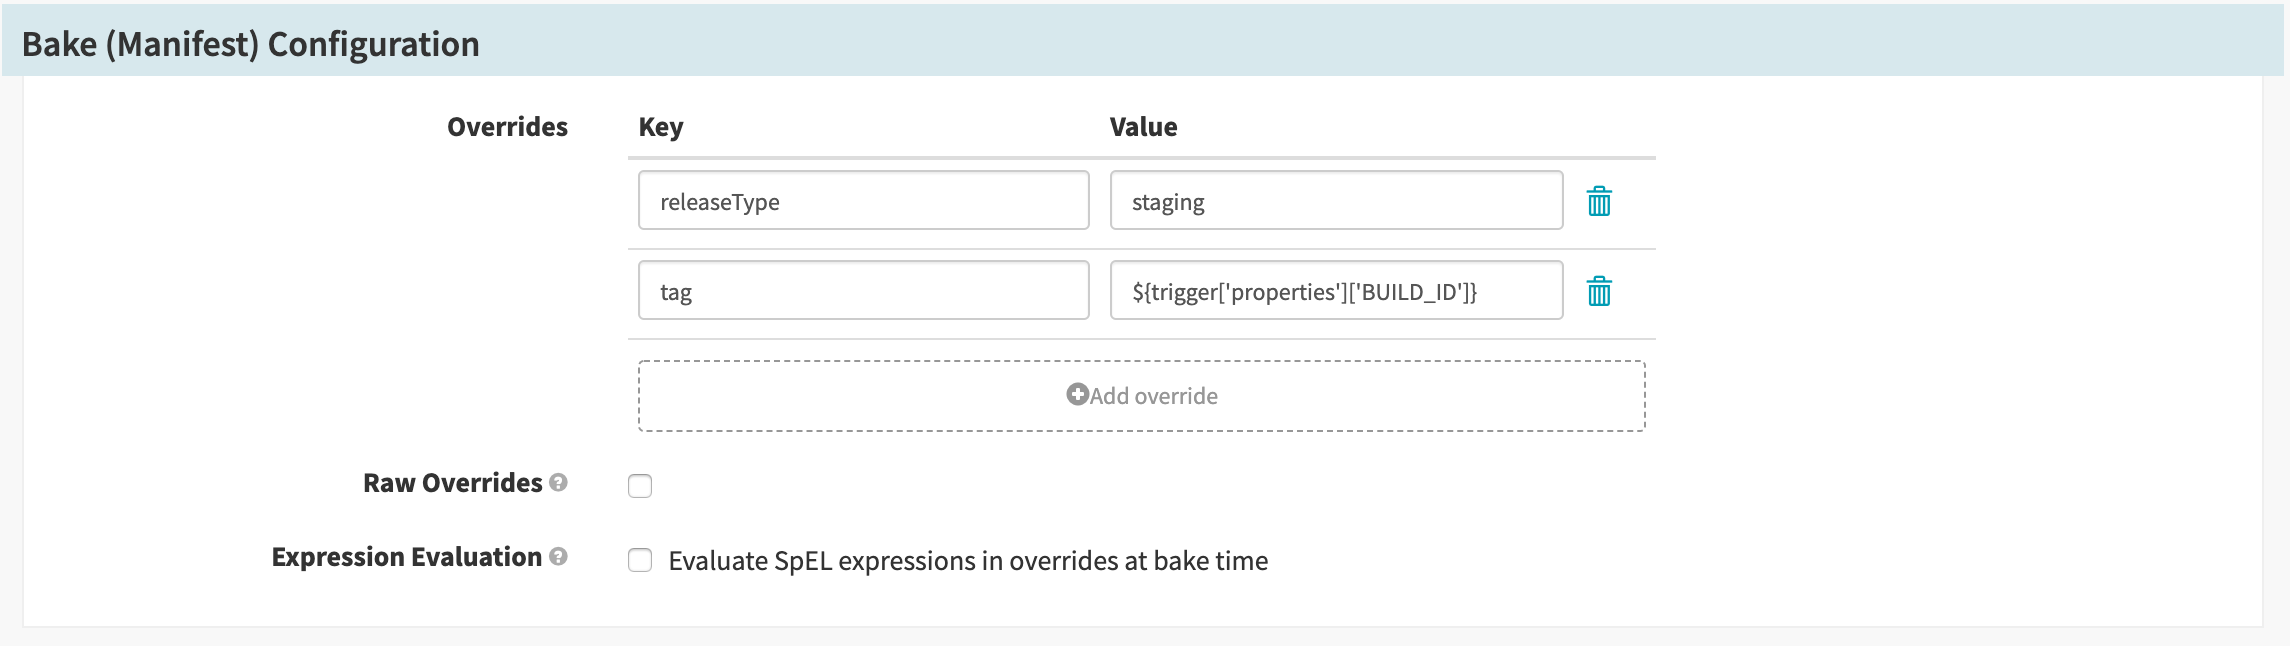 Bake (Manifest) Configuration
Overrides Key Value
releaseType staging
tag ${trigger['properties']['BUILD_ID']}
Add override
Raw Overrides
Expression Evaluation Evaluate SpEL expressions in overrides at bake time